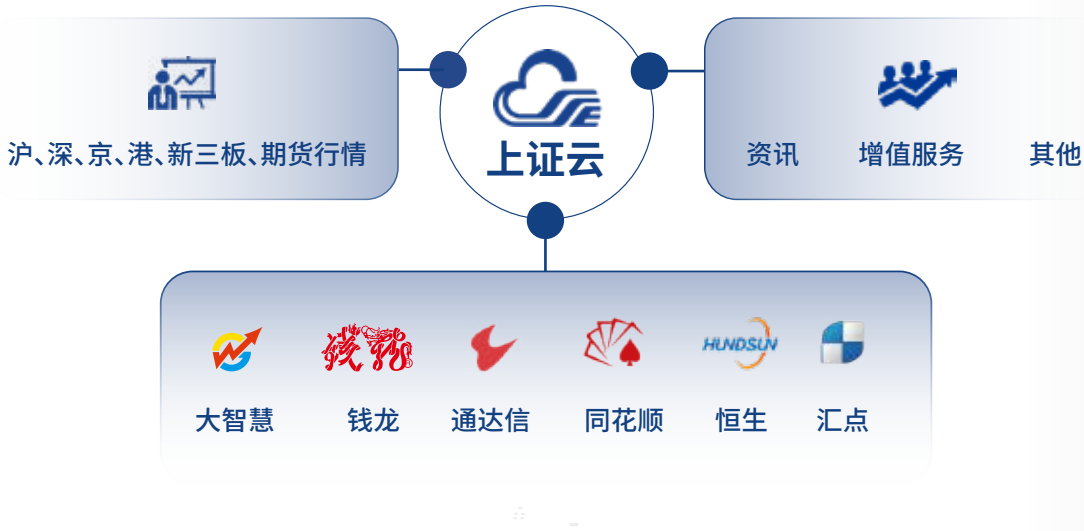 沪、深、京、港、新三板、期货行情
上证云
资讯 增值服务 其他
钱龙
HUNDSUN
大智慧 钱龙 通达信 同花顺 恒生 汇点